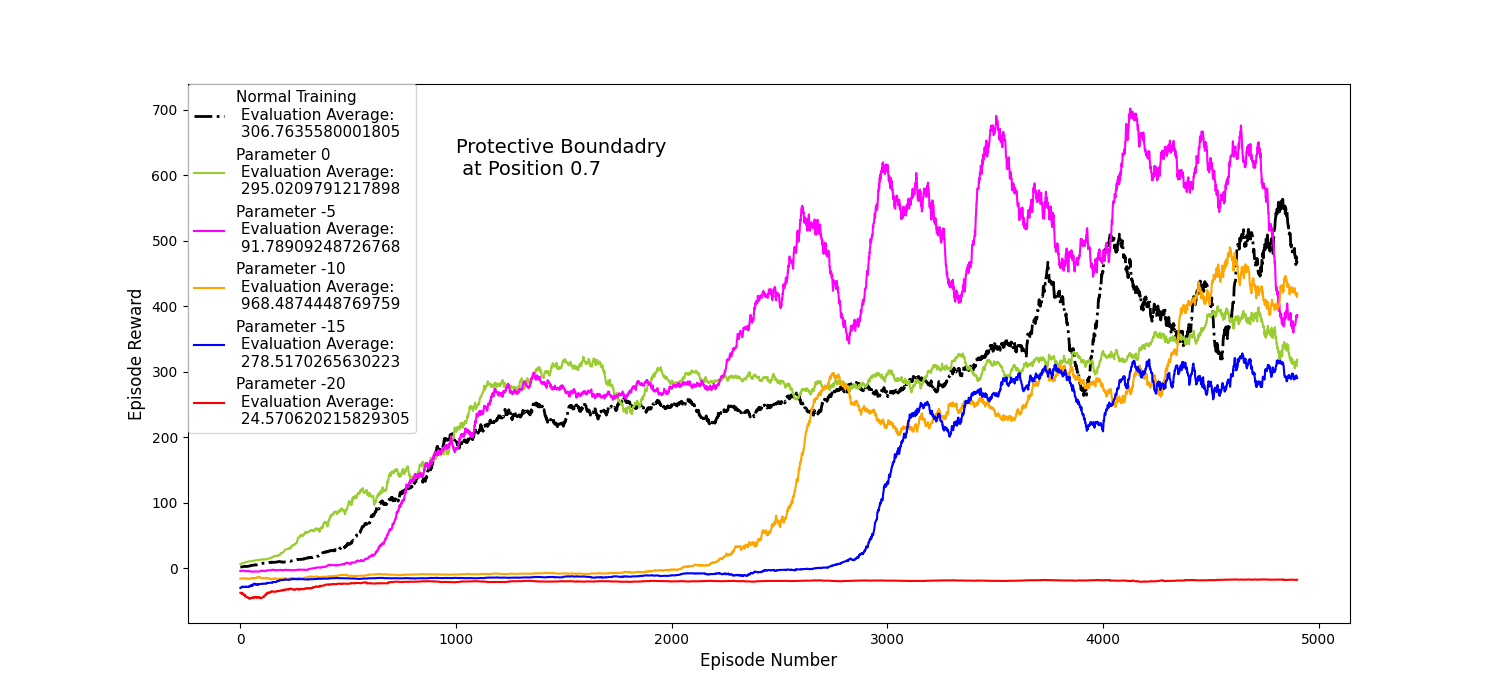 Normal Training
Evaluation Average:
306.7635580001805
Parameter 0
Evaluation Average:
295.0209791217898
Parameter -5
Evaluation Average:
91.78909248726768
Parameter -10
Evaluation Average:
968.4874448769759
Parameter -15
Evaluation Average:
278.5170265630223
Parameter -20
Evaluation Average:
24.570620215829305
Protective Boundadry
at Position 0.7
Episode Reward
700
600
500
400
300
200
100
0
0 1000 2000 3000 4000 5000
Episode Number